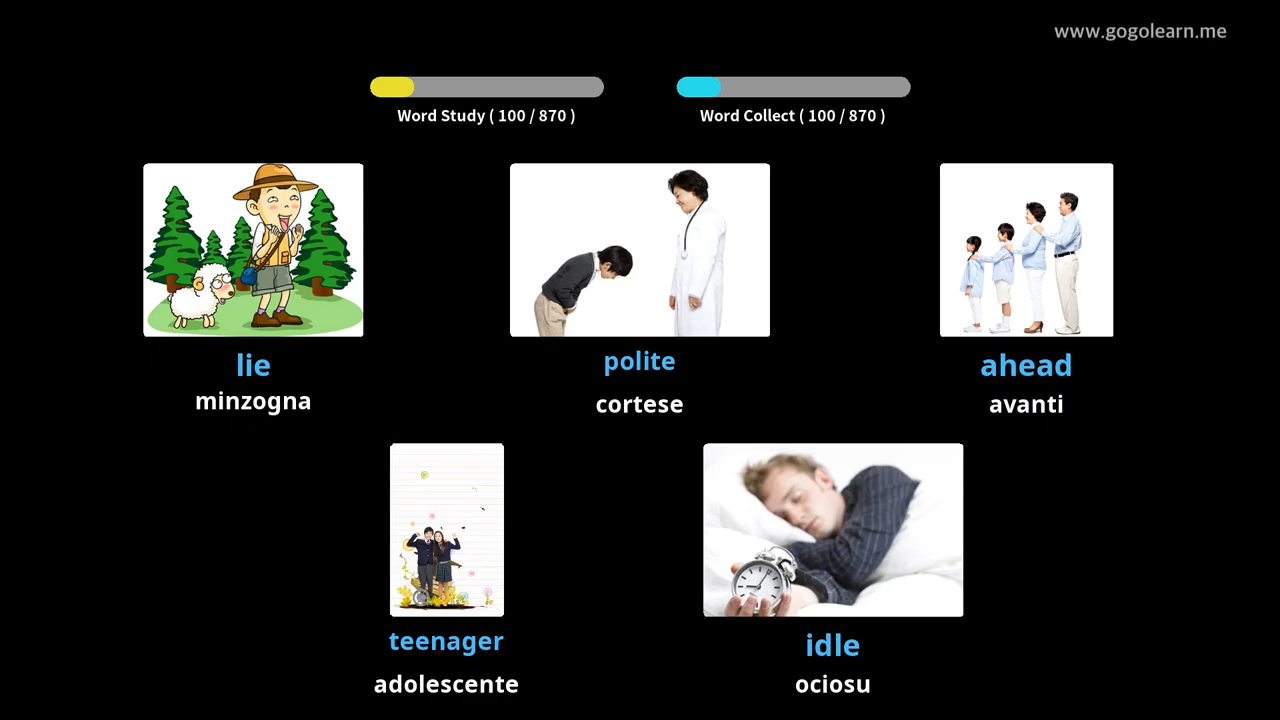 www.gogolearn.me
Word Study ( 100 / 870 )
Word Collect ( 100 / 870 )
lie
minzogna
polite
cortese
ahead
avanti
teenager
adolescente
idle
ociosu